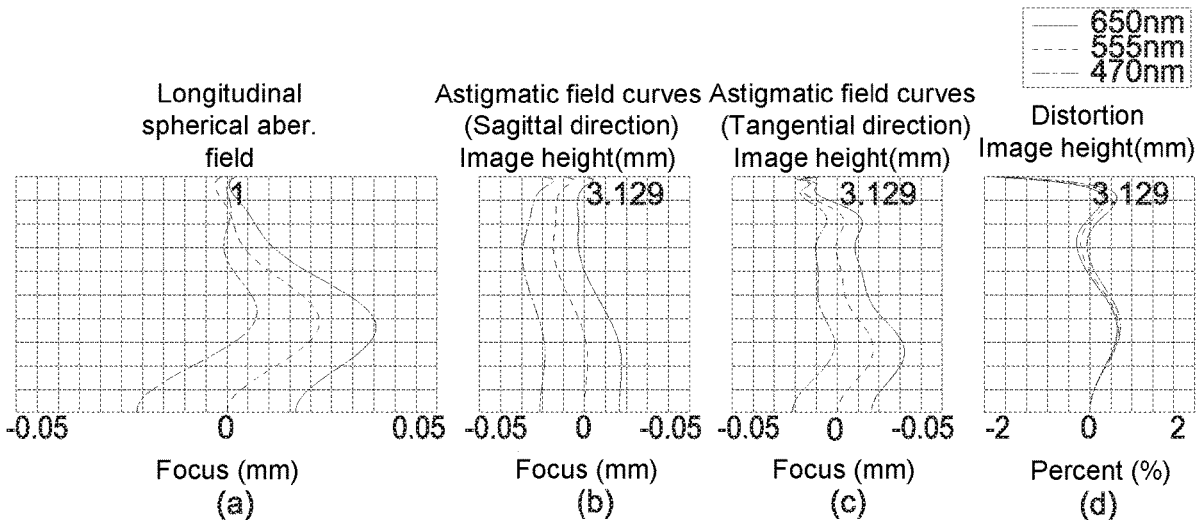 650nm
555nm
470nm
Longitudinal
spherical aber.
field
Astigmatic field curves
(Sagittal direction)
Image height(mm)
Astigmatic field curves
(Tangential direction)
Image height(mm)
Distortion
Image height(mm)
1
3.129
3.129
3.129
-0.05 0 0.05
-0.05 0 -0.05
-0.05 0 -0.05
-2 0 2
Focus (mm)
Focus (mm)
Focus (mm)
Percent (%)
(a)
(b)
(c)
(d)